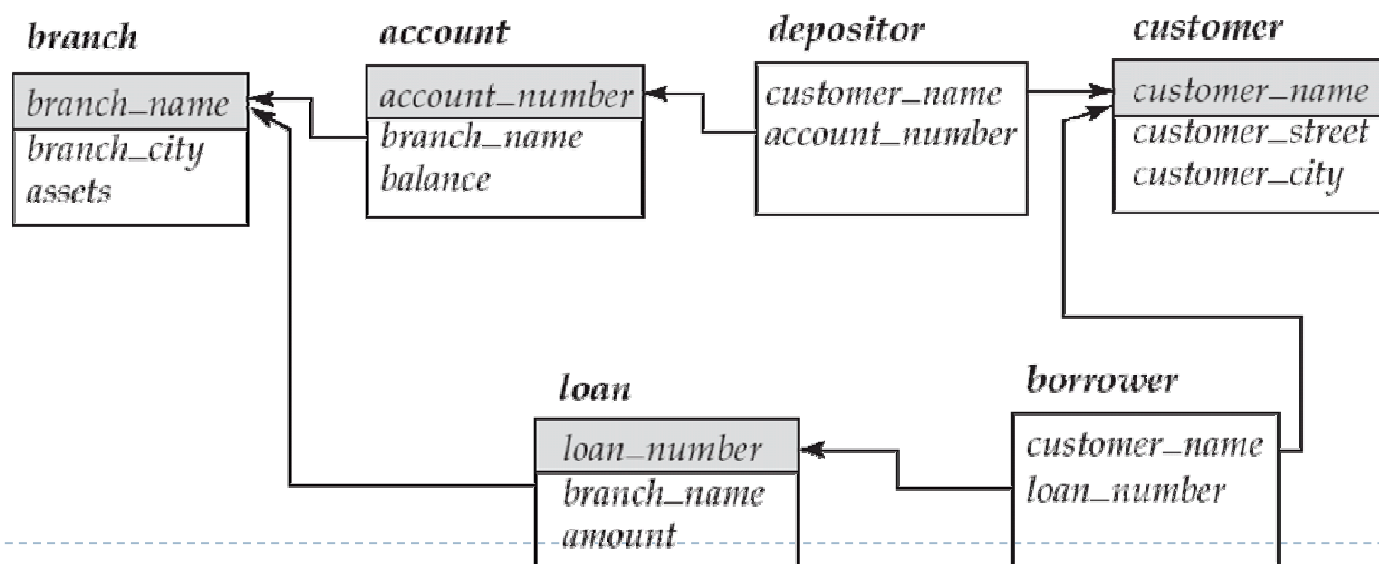 branch
branch_name
branch_city
assets
account
account_number
branch_name
balance
depositor
customer_name
account_number
customer
customer_name
customer_street
customer_city
loan
loan_number
branch_name
amount
borrower
customer_name
loan_number